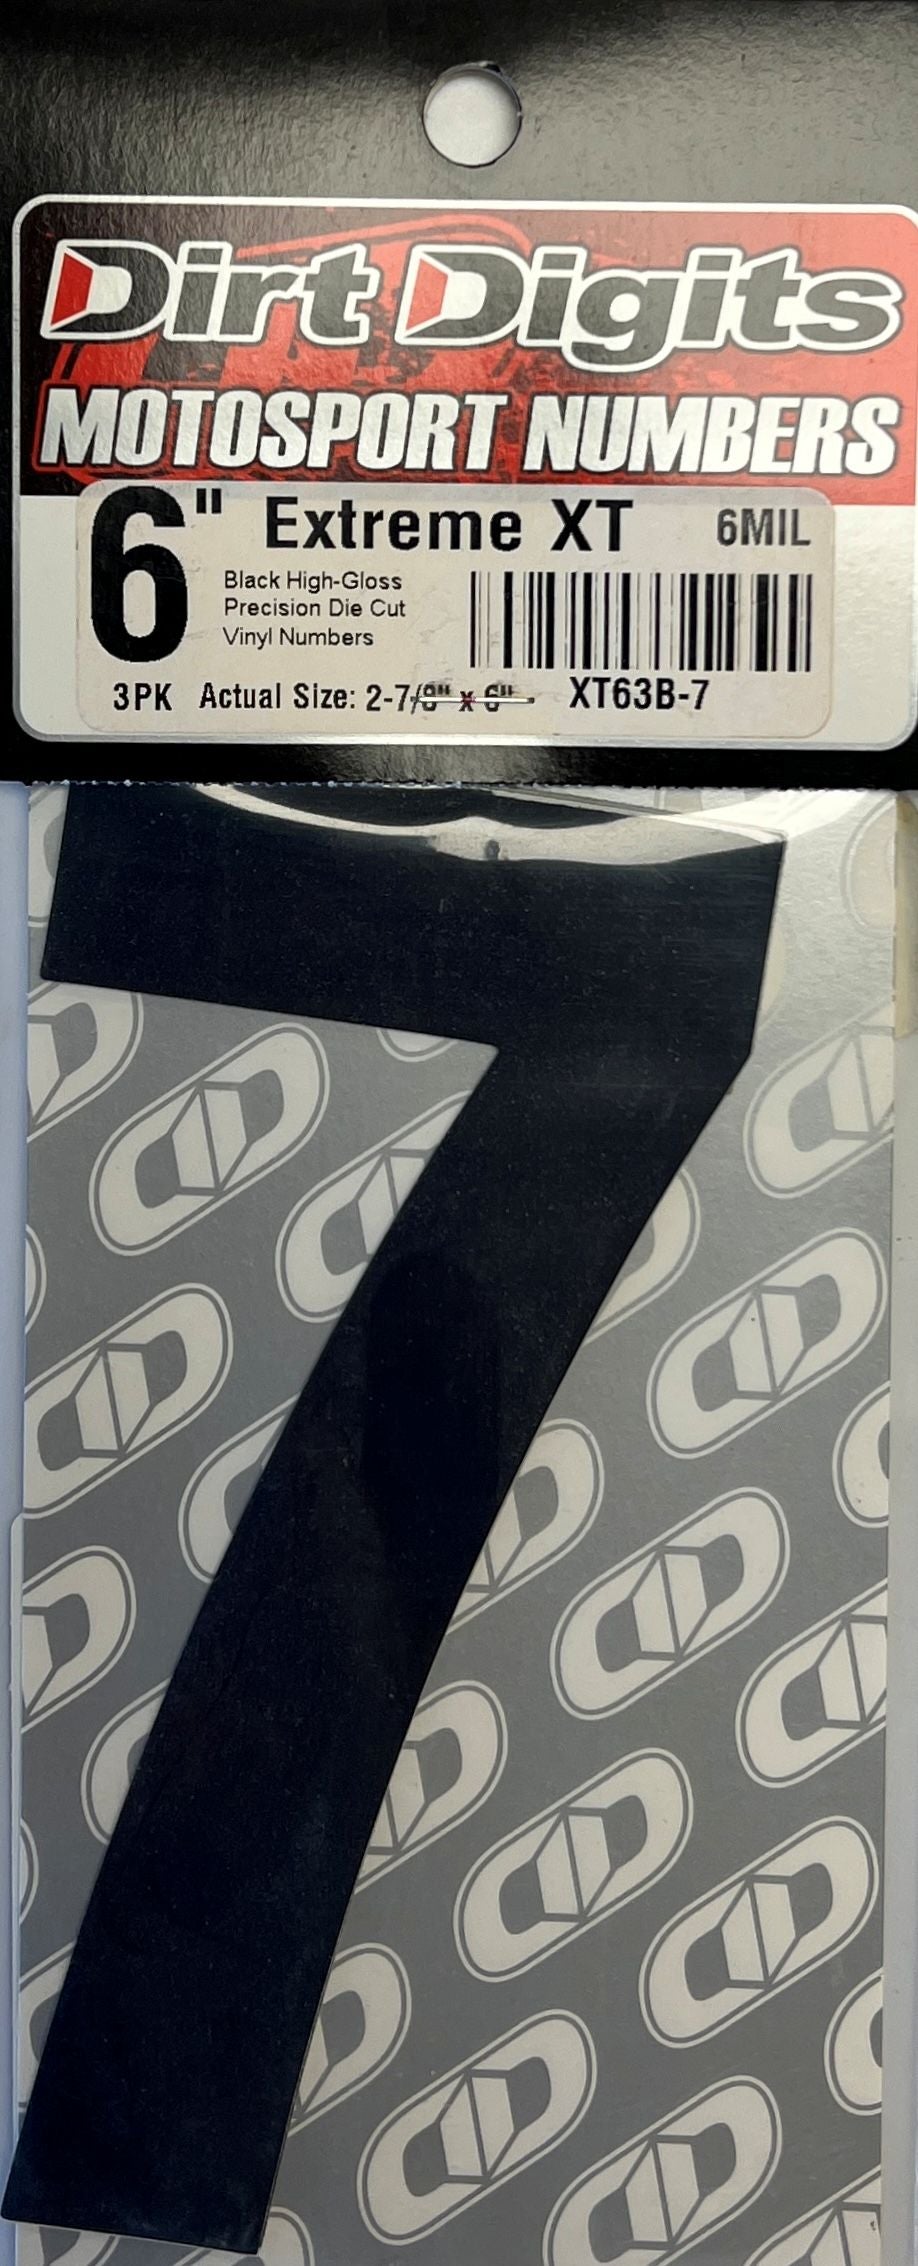 Dirt Digits
MOTOSPORT NUMBERS
6" Extreme XT 6MIL
Black High-Gloss
Precision Die Cut
Vinyl Numbers
3PK Actual Size: 2-7/8" x 6" XT63B-7
7